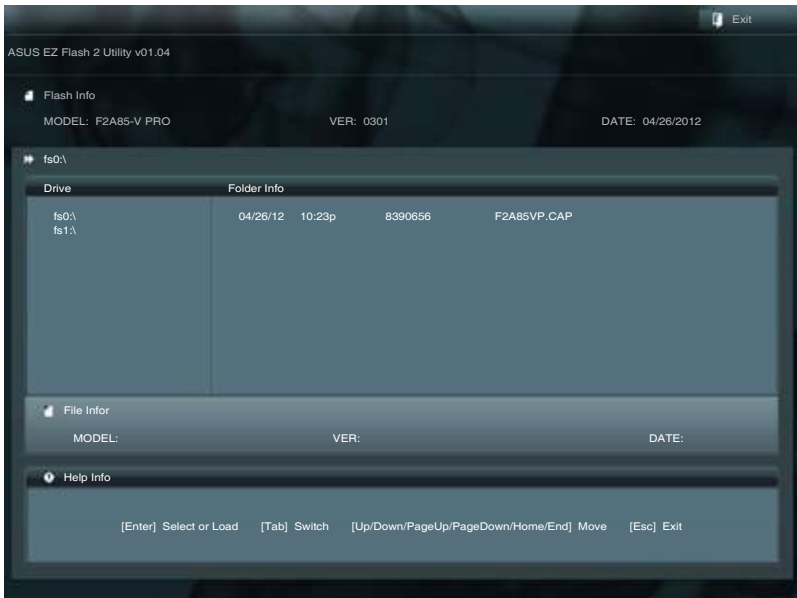 Exit
ASUS EZ Flash 2 Utility v01.04
Flash Info
MODEL: F2A85-V PRO VER: 0301 DATE: 04/26/2012
fs0:\
Drive Folder Info
fs0:\ 04/26/12 10:23p 8390656 F2A85VP.CAP
fs1:\
File Infor
MODEL: VER: DATE:
Help Info
[Enter] Select or Load [Tab] Switch [Up/Down/PageUp/PageDown/Home/End] Move [Esc] Exit